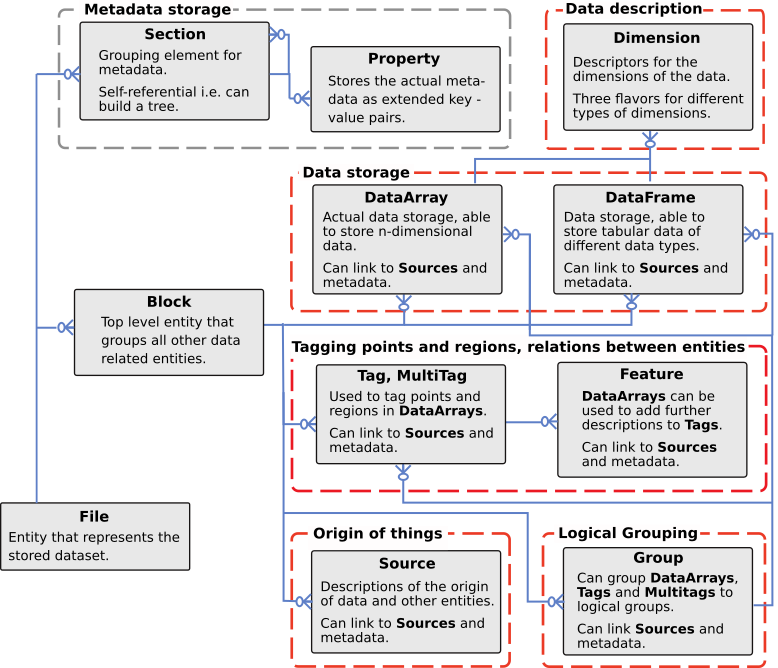 Metadata storage
Section
Grouping element for
metadata.
Self-referential i.e. can
build a tree.
Property
Stores the actual meta-
data as extended key -
value pairs.
Data description
Dimension
Descriptors for the
dimensions of the data.
Three flavors for different
types of dimensions.
Data storage
DataArray
Actual data storage, able
to store n-dimensional
data.
Can link to Sources and
metadata.
DataFrame
Data storage, able to
store tabular data of
different data types.
Can link to Sources and
metadata.
Block
Top level entity that
groups all other data
related entities.
Tagging points and regions, relations between entities
Tag, MultiTag
Used to tag points and
regions in DataArrays.
Can link to Sources and
metadata.
Feature
DataArrays can be
used to add further
descriptions to Tags.
Can link to Sources
and metadata.
File
Entity that represents the
stored dataset.
Origin of things
Source
Descriptions of the origin
of data and other entities.
Can link to Sources and
metadata.
Logical Grouping
Group
Can group DataArrays,
Tags and Multitags to
logical groups.
Can link Sources and
metadata.